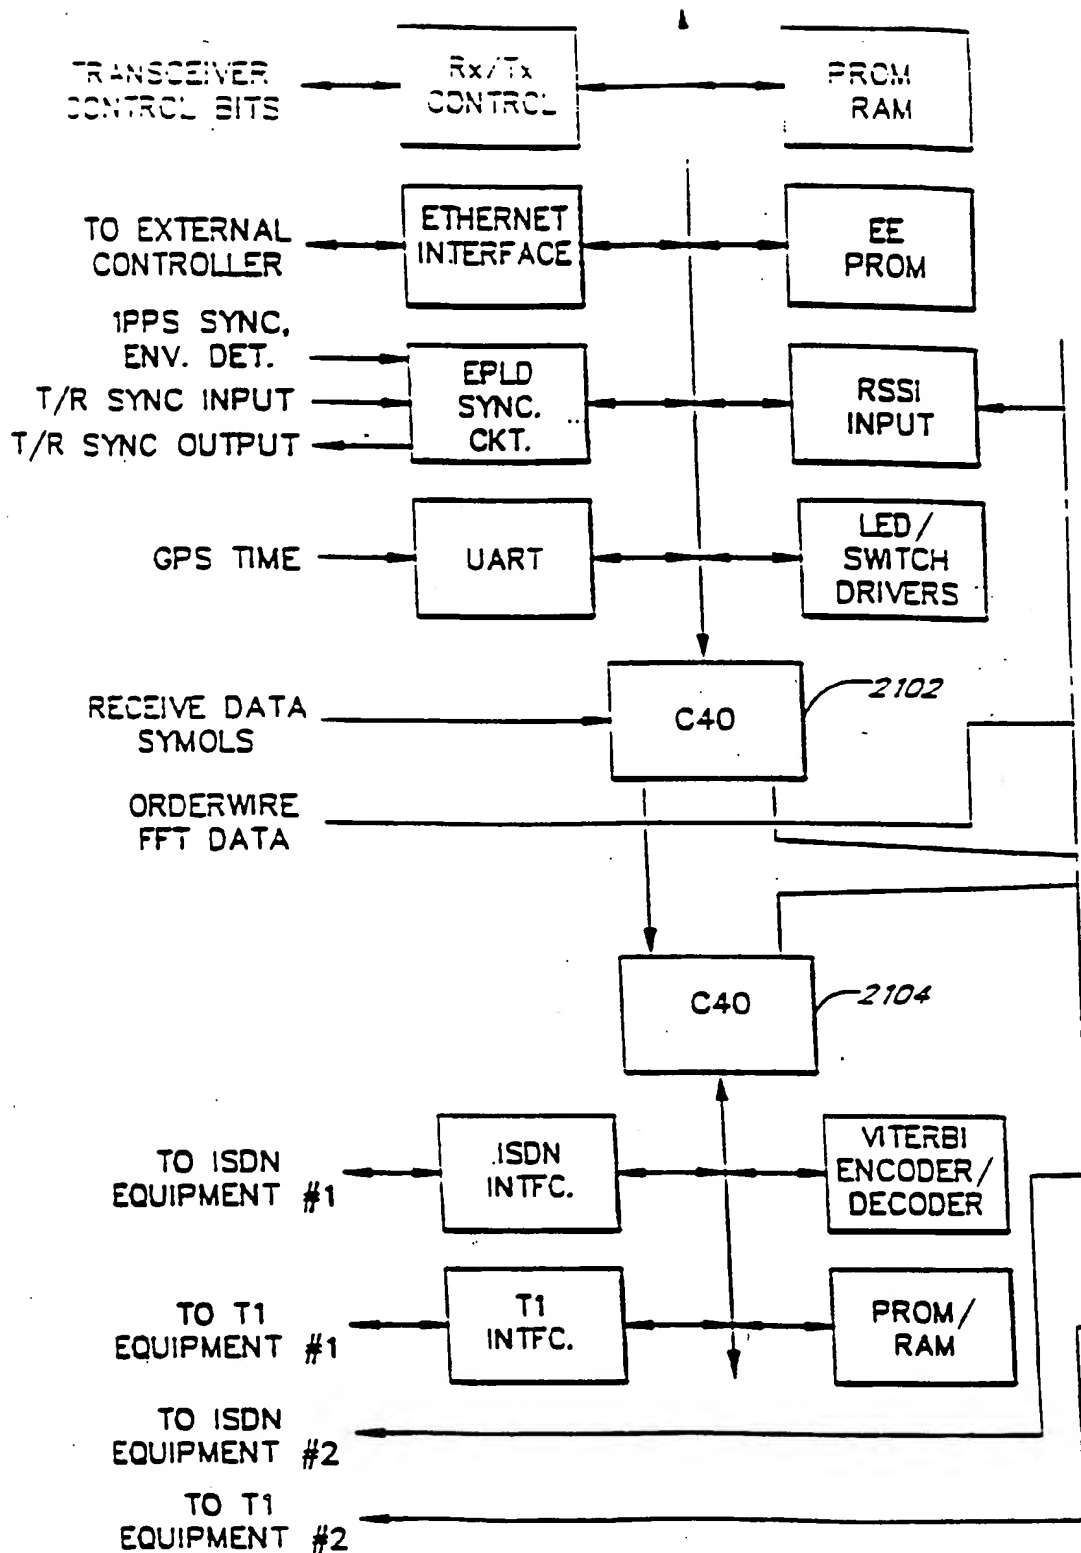 TRANSCEIVER
CONTROL BITS
Rx/Tx
CONTROL
PROM
RAM
TO EXTERNAL
CONTROLLER
ETHERNET
INTERFACE
EE
PROM
1PPS SYNC,
ENV. DET.
T/R SYNC INPUT
T/R SYNC OUTPUT
EPLD
SYNC.
CKT.
RSSI
INPUT
GPS TIME
UART
LED/
SWITCH
DRIVERS
RECEIVE DATA
SYMOLS
C40
2102
ORDERWIRE
FFT DATA
C40
2104
TO ISDN
EQUIPMENT #1
ISDN
INTFC.
VITERBI
ENCODER/
DECODER
TO T1
EQUIPMENT #1
T1
INTFC.
PROM/
RAM
TO ISDN
EQUIPMENT #2
TO T1
EQUIPMENT #2